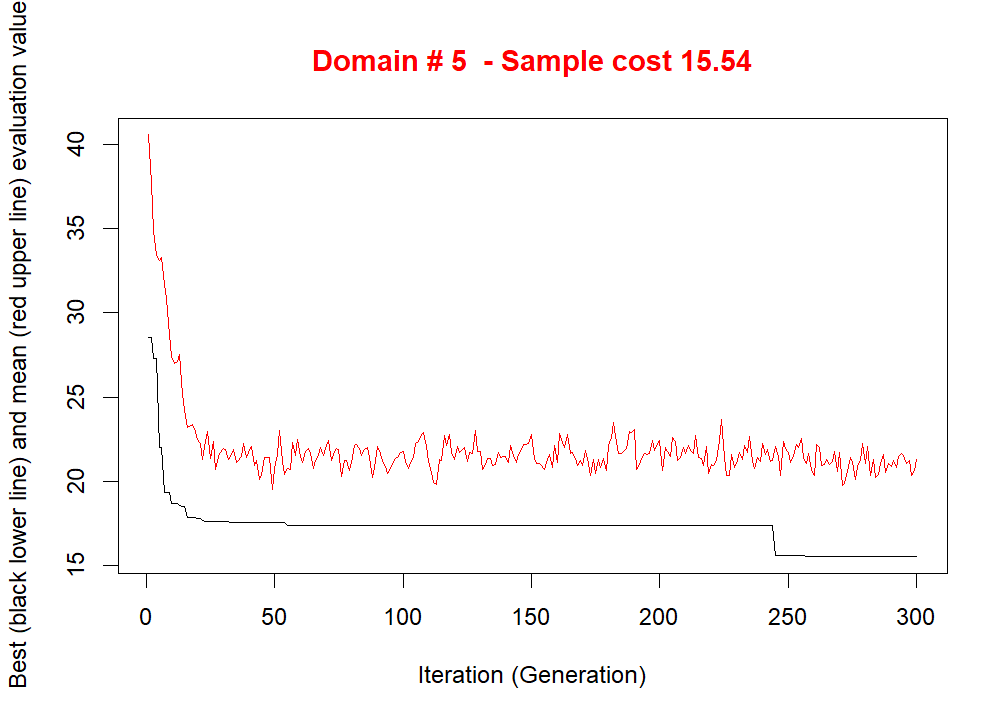 Domain # 5  - Sample cost 15.54
Best (black lower line) and mean (red upper line) evaluation value
40
35
30
25
20
15
0 50 100 150 200 250 300
Iteration (Generation)